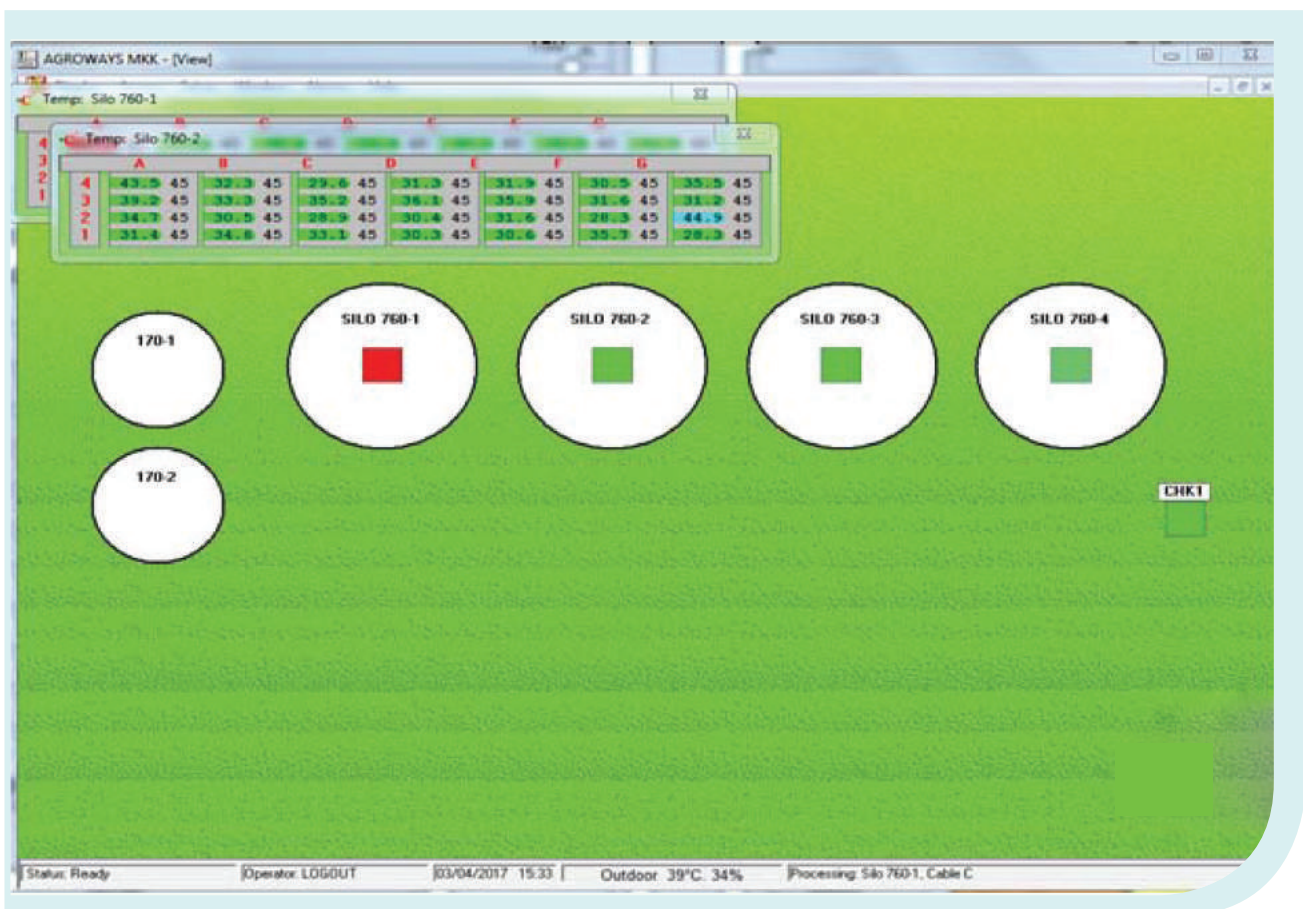 AGROWAYS MKK - [View]
Temp: Silo 760-1
4
3
2
1
Temp: Silo 760-2
A B C D E F G
4 43.5 45 32.3 45 29.6 45 31.3 45 31.9 45 30.5 45 35.5 45
3 39.2 45 33.3 45 35.2 45 36.1 45 35.9 45 31.6 45 31.2 45
2 34.7 45 30.5 45 28.9 45 30.4 45 31.6 45 28.3 45 44.9 45
1 31.4 45 34.8 45 33.1 45 30.3 45 30.6 45 35.7 45 28.3 45
170-1
SILO 760-1
SILO 760-2
SILO 760-3
SILO 760-4
170-2
CHK1
Status: Ready
Operator: LOGOUT
03/04/2017 15:33
Outdoor 39°C. 34%
Processing: Silo 760-1, Cable C